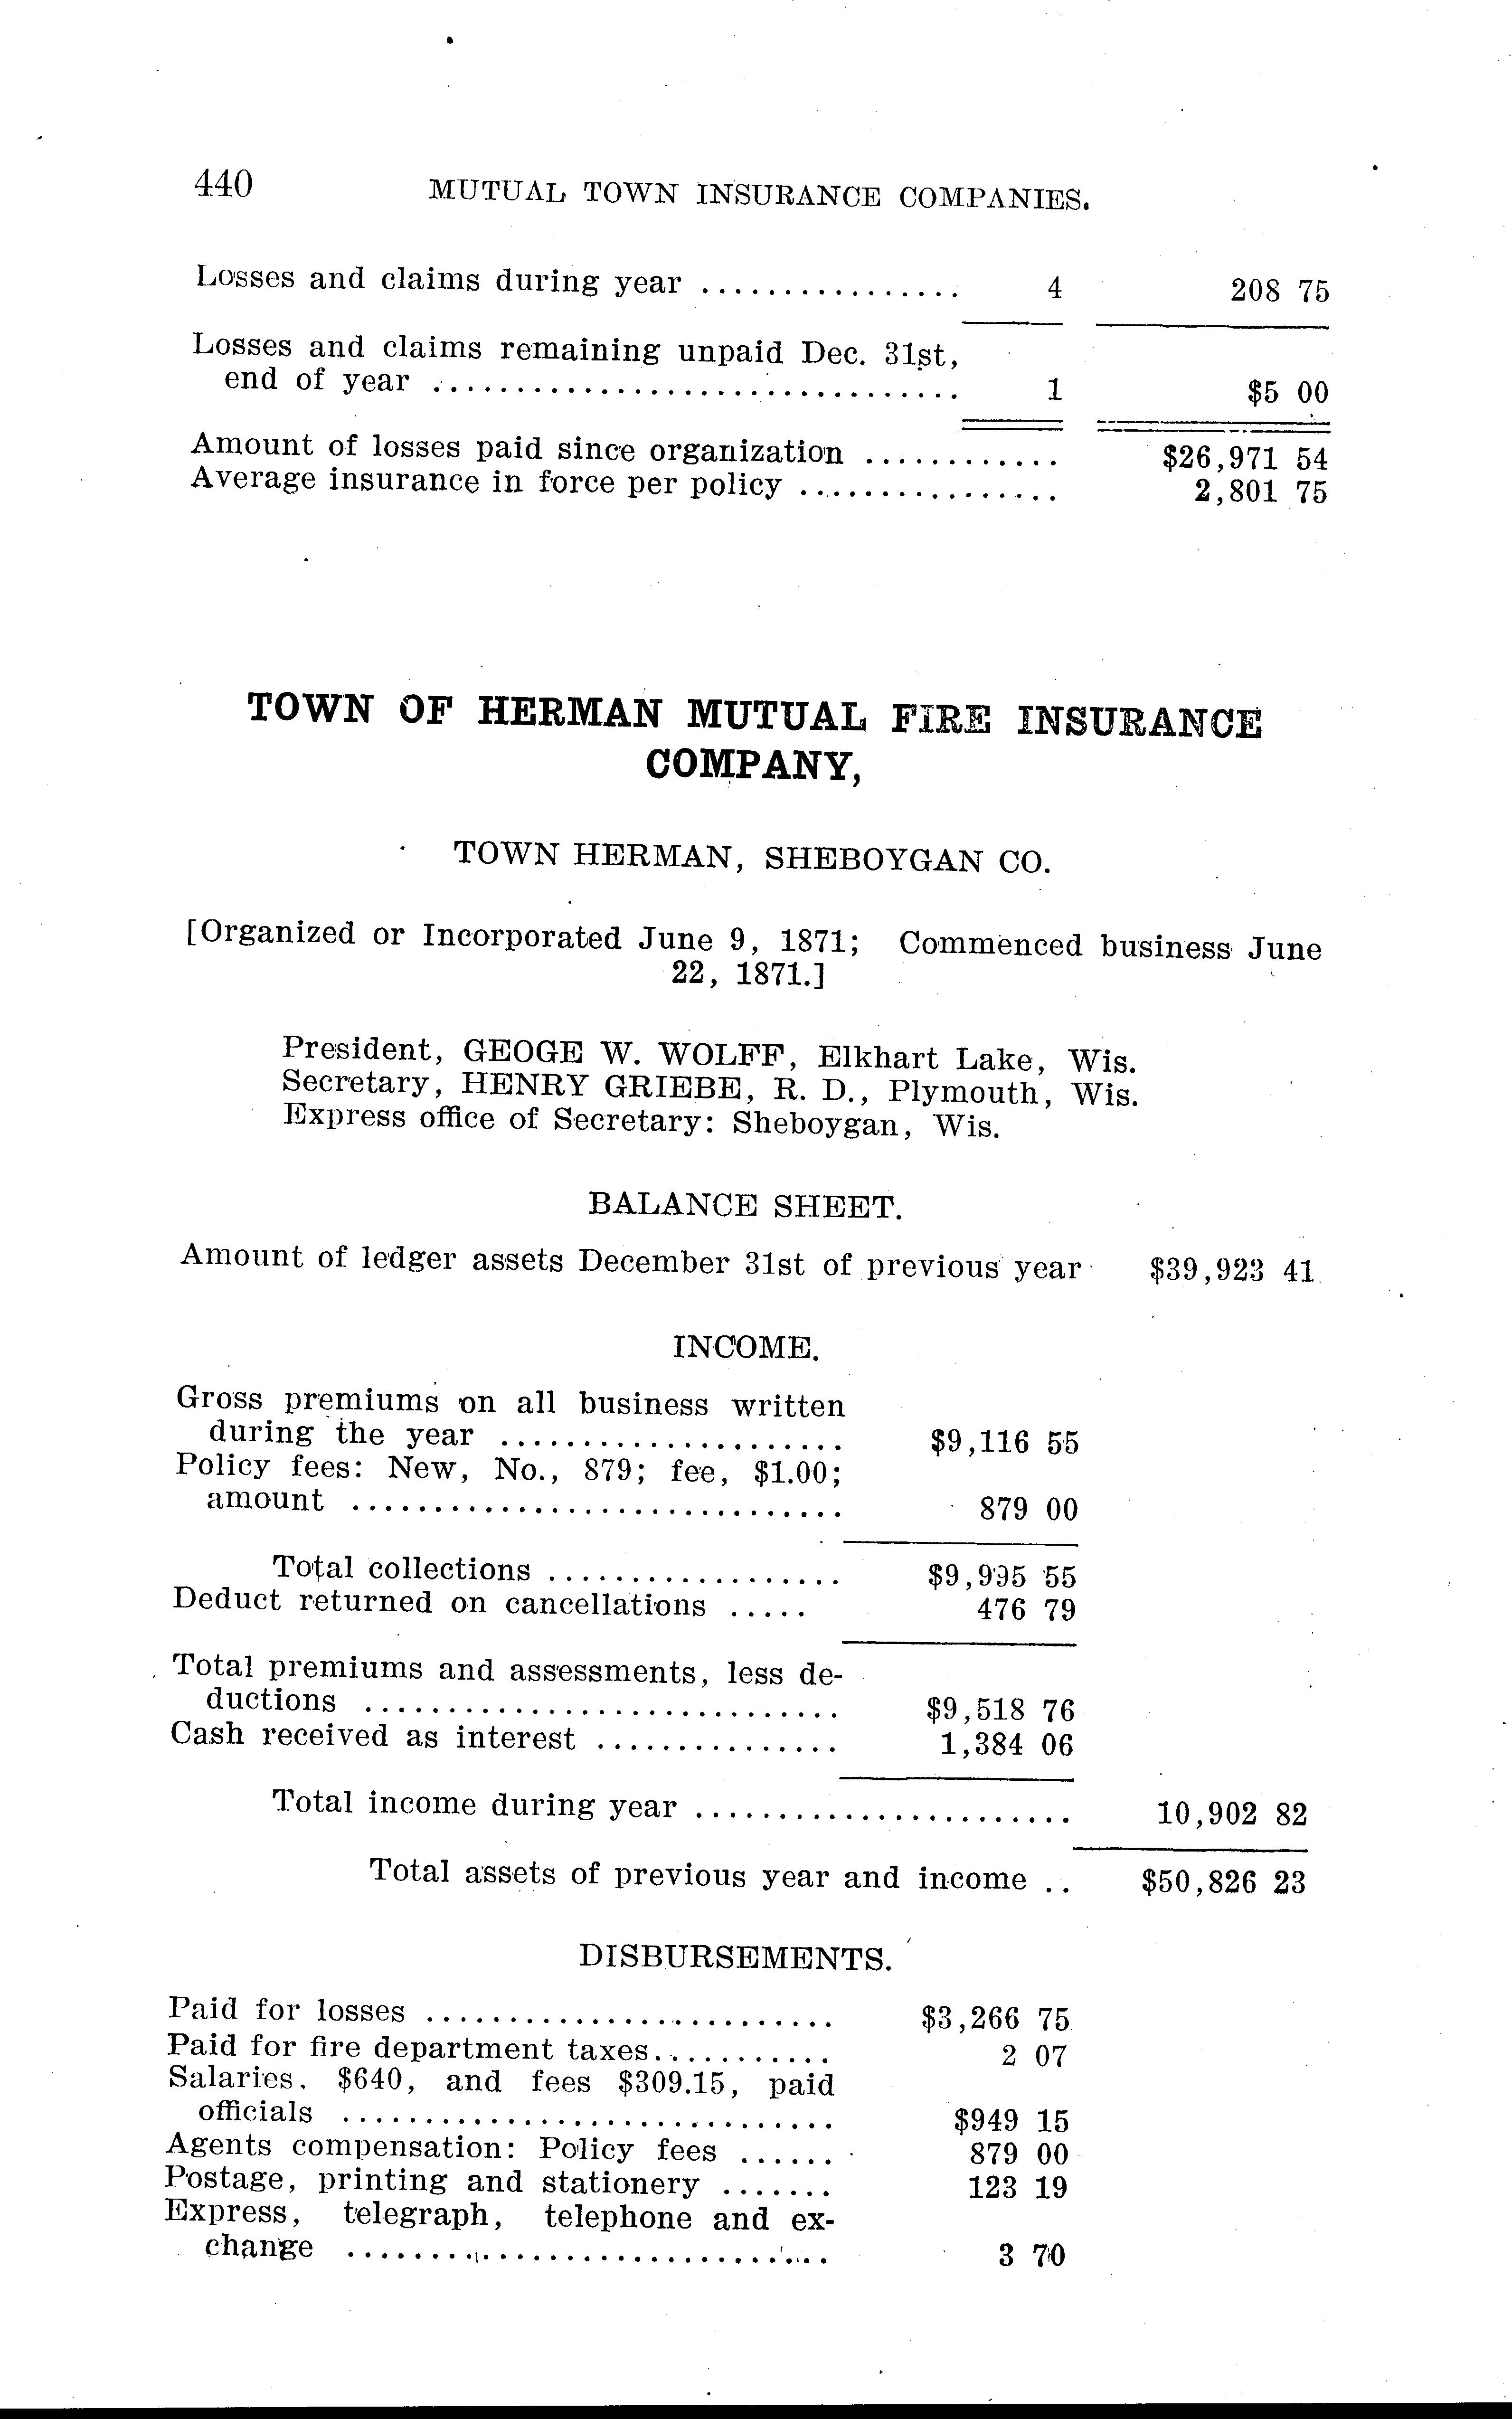 440 MUTUAL TOWN INSURANCE COMPANIES.
Losses and claims during year ................ 4 208 75
Losses and claims remaining unpaid Dec. 31st,
end of year ................................ 1 $5 00
Amount of losses paid since organization ............ $26,971 54
Average insurance in force per policy ................ 2,801 75
TOWN OF HERMAN MUTUAL FIRE INSURANCE
COMPANY,
TOWN HERMAN, SHEBOYGAN CO.
[Organized or Incorporated June 9, 1871; Commenced business June
22, 1871.]
President, GEOGE W. WOLFF, Elkhart Lake, Wis.
Secretary, HENRY GRIEBE, R. D., Plymouth, Wis.
Express office of Secretary: Sheboygan, Wis.
BALANCE SHEET.
Amount of ledger assets December 31st of previous year $39,923 41
INCOME.
Gross premiums on all business written
during the year ..................... $9,116 55
Policy fees: New, No., 879; fee, $1.00;
amount .............................. 879 00
Total collections .................. $9,995 55
Deduct returned on cancellations ..... 476 79
Total premiums and assessments, less de-
ductions ............................. $9,518 76
Cash received as interest ............... 1,384 06
Total income during year ....................... 10,902 82
Total assets of previous year and income .. $50,826 23
DISBURSEMENTS.
Paid for losses ......................... $3,266 75
Paid for fire department taxes........... 2 07
Salaries, $640, and fees $309.15, paid
officials .............................. $949 15
Agents compensation: Policy fees ...... 879 00
Postage, printing and stationery ....... 123 19
Express, telegraph, telephone and ex-
change .............................. 3 70